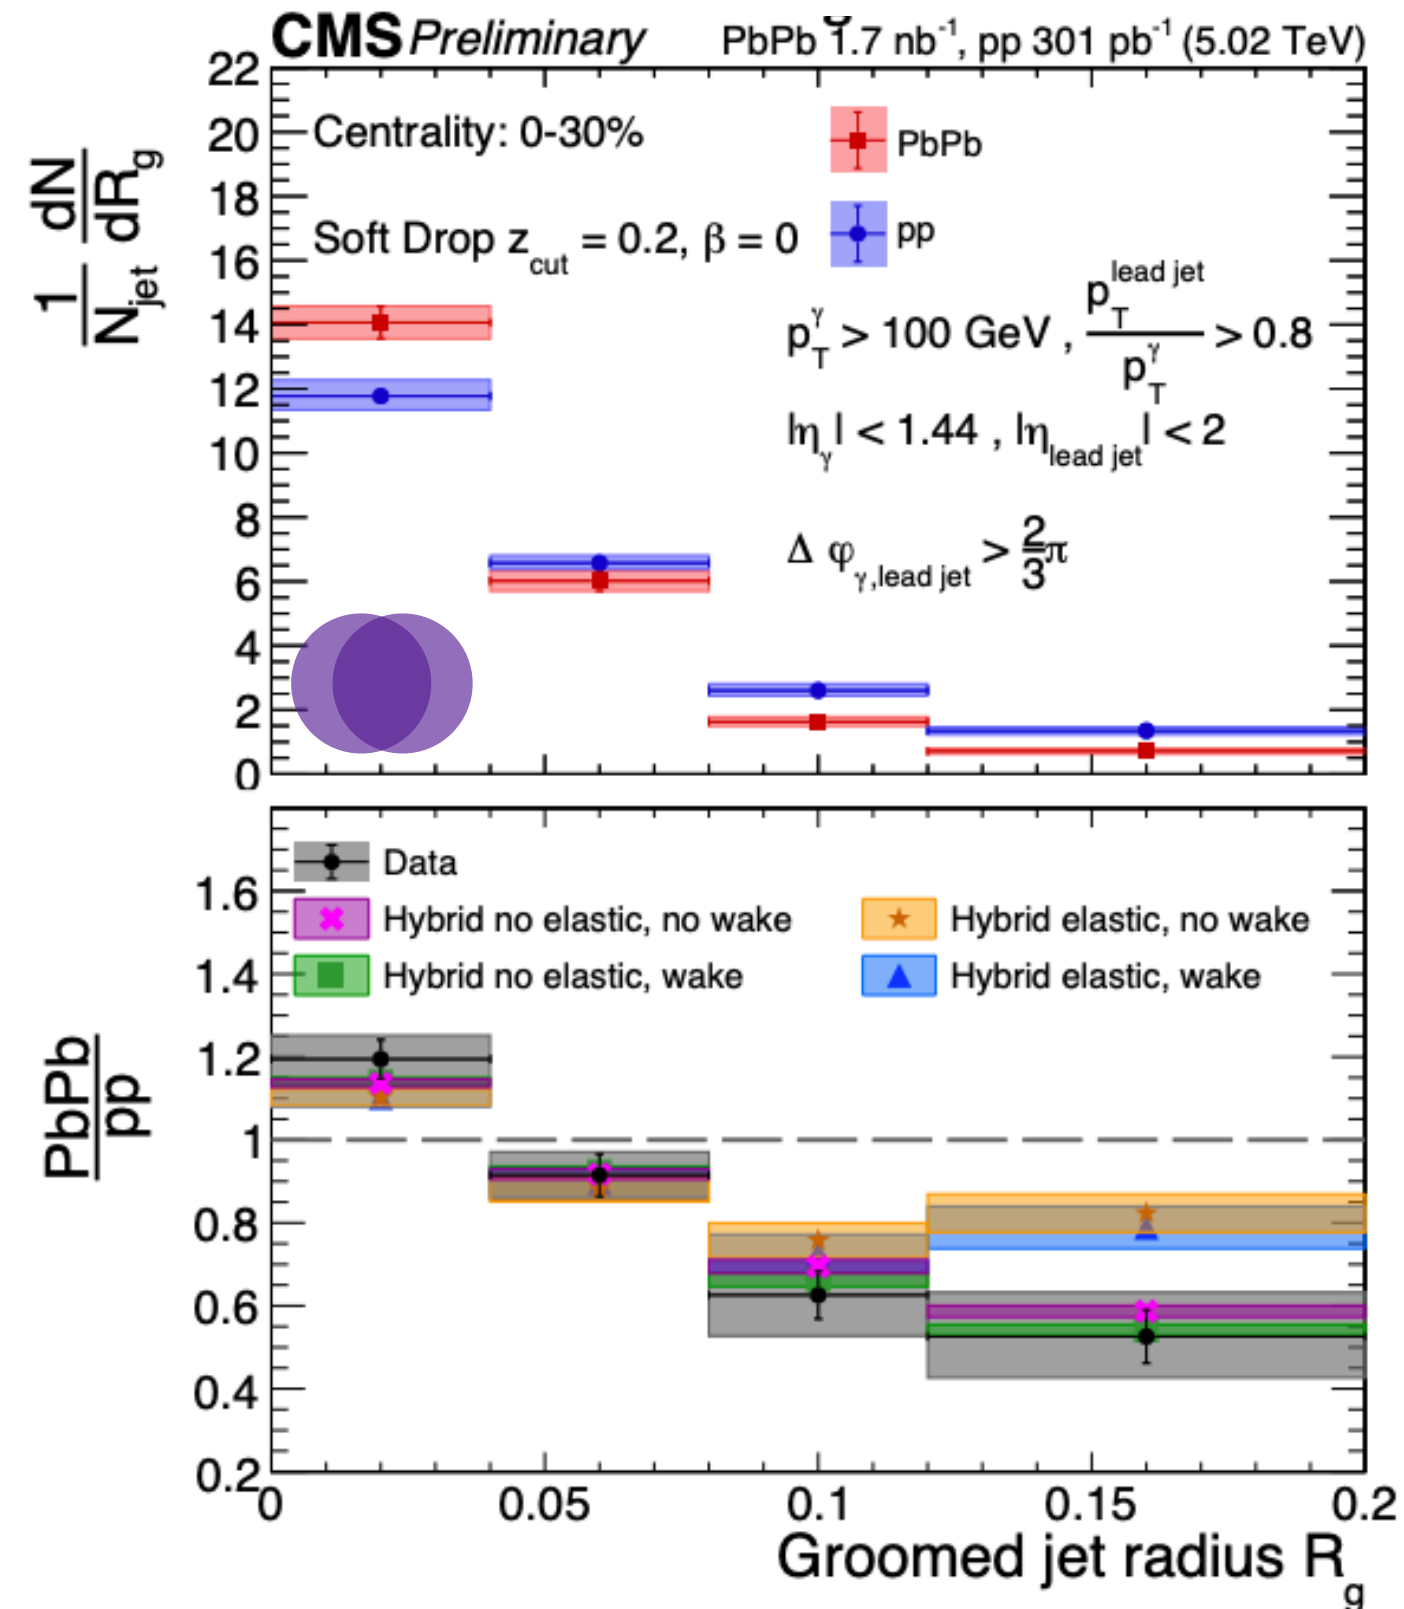 CMS Preliminary PbPb 1.7 nb⁻¹, pp 301 pb⁻¹ (5.02 TeV)
1/N_jet dN/dR_g
22
20
18
16
14
12
10
8
6
4
2
0
Centrality: 0-30%
Soft Drop z_cut = 0.2, β = 0
PbPb
pp
p_T^γ > 100 GeV , p_T^lead jet / p_T^γ > 0.8
|η_γ| < 1.44 , |η_lead jet| < 2
Δ φ_γ,lead jet > 2/3 π
PbPb/pp
1.6
1.4
1.2
1
0.8
0.6
0.4
0.2
Data
Hybrid no elastic, no wake
Hybrid elastic, no wake
Hybrid no elastic, wake
Hybrid elastic, wake
0 0.05 0.1 0.15 0.2
Groomed jet radius R_g